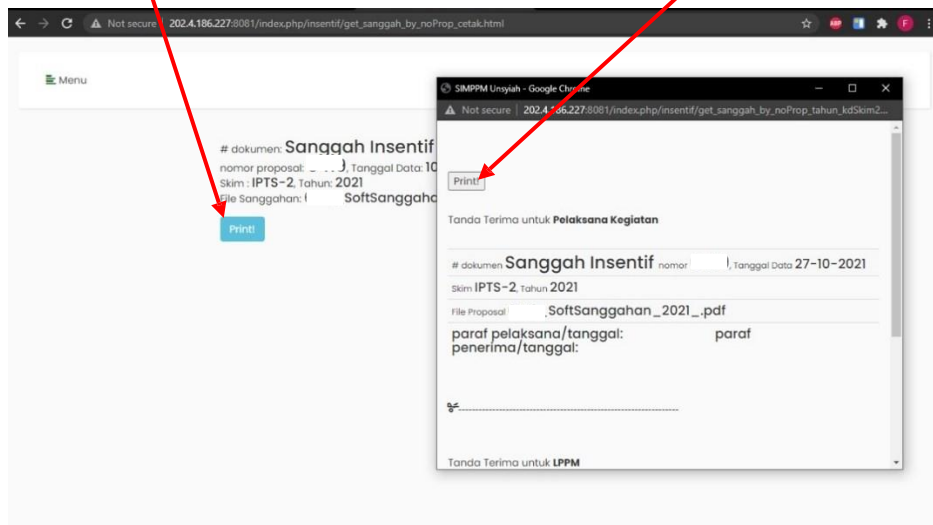 Not secure | 202.4.186.227:8081/index.php/insentif/get_sanggah_by_noProp_cetak.html
ABP
F
Menu
# dokumen: Sanggah Insentif
nomor proposal: , Tanggal Data: 10
Skim : IPTS-2, Tahun: 2021
File Sanggahan: SoftSanggaha
Print!
SIMPPM Unsyiah - Google Chrome
Not secure | 202.4.186.227:8081/index.php/insentif/get_sanggah_by_noProp_tahun_kdSkim2...
Print!
Tanda Terima untuk Pelaksana Kegiatan
# dokumen Sanggah Insentif nomor , Tanggal Data 27-10-2021
Skim IPTS-2, Tahun 2021
File Proposal SoftSanggahan_2021_.pdf
paraf pelaksana/tanggal: paraf
penerima/tanggal:
Tanda Terima untuk LPPM